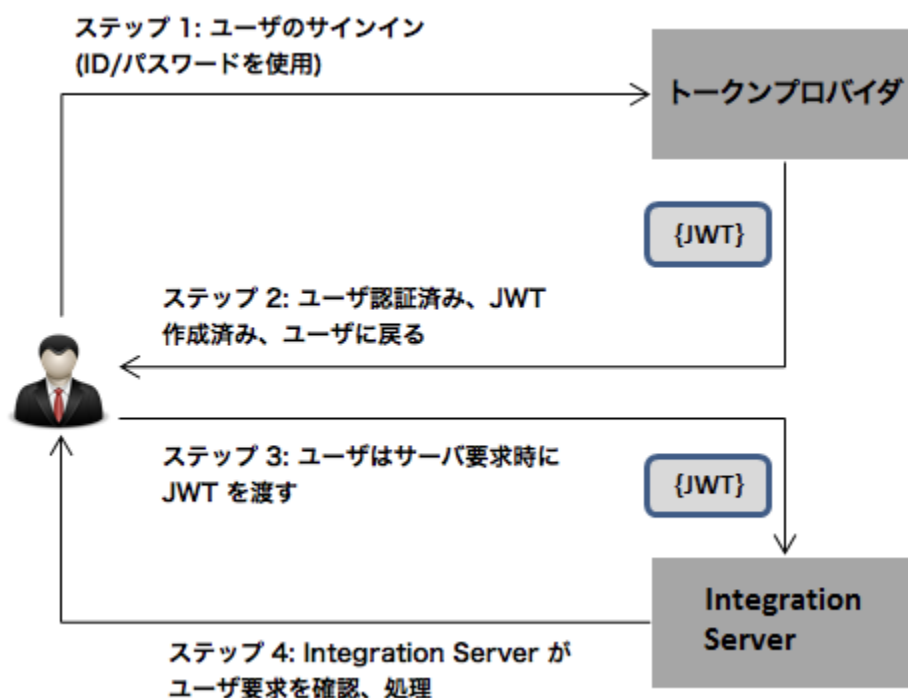 ステップ 1: ユーザのサインイン
(ID/パスワードを使用)
トークンプロバイダ
{JWT}
ステップ 2: ユーザ認証済み、JWT
作成済み、ユーザに戻る
ステップ 3: ユーザはサーバ要求時に
JWT を渡す
{JWT}
Integration
Server
ステップ 4: Integration Server が
ユーザ要求を確認、処理